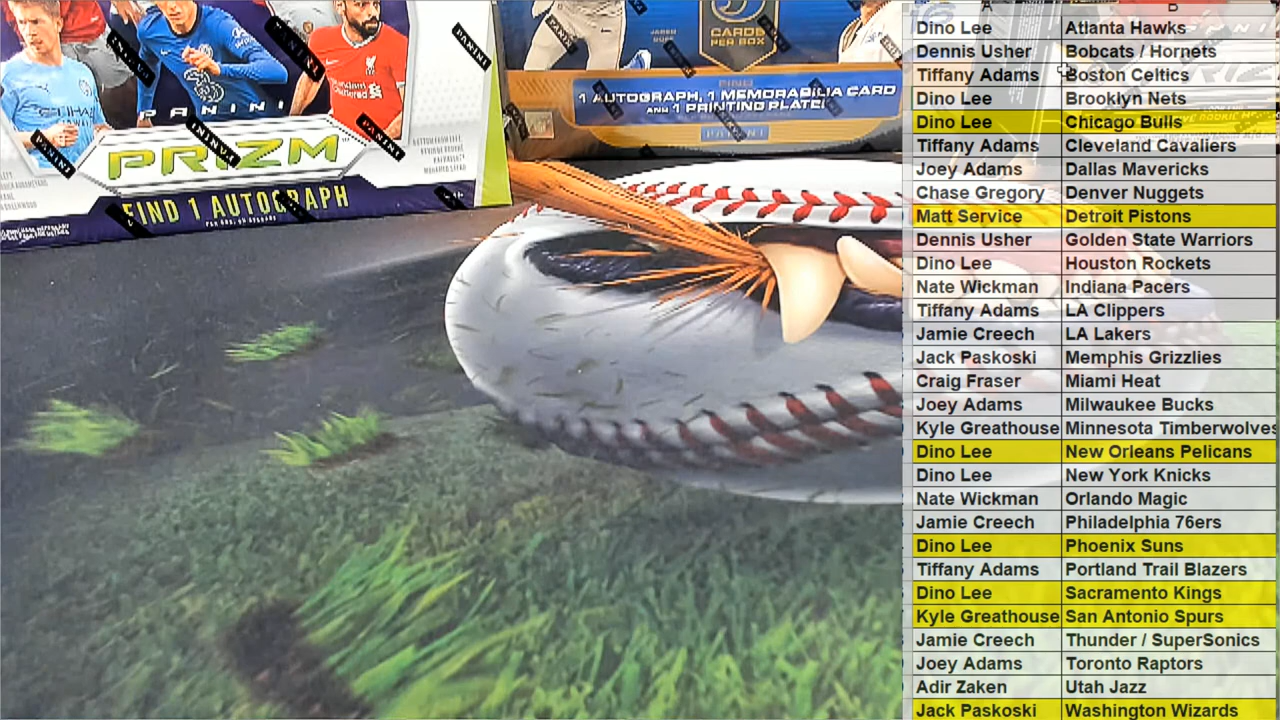 PANINI
PRIZM
FIND 1 AUTOGRAPH
PANINI
PANINI
PANINI
PANINI
PANINI
CARDS
PER BOX
1 AUTOGRAPH, 1 MEMORABILIA CARD
AND 1 PRINTING PLATE!
PANINI
A B
Dino Lee Atlanta Hawks
Dennis Usher Bobcats / Hornets
Tiffany Adams Boston Celtics
Dino Lee Brooklyn Nets
Dino Lee Chicago Bulls
Tiffany Adams Cleveland Cavaliers
Joey Adams Dallas Mavericks
Chase Gregory Denver Nuggets
Matt Service Detroit Pistons
Dennis Usher Golden State Warriors
Dino Lee Houston Rockets
Nate Wickman Indiana Pacers
Tiffany Adams LA Clippers
Jamie Creech LA Lakers
Jack Paskoski Memphis Grizzlies
Craig Fraser Miami Heat
Joey Adams Milwaukee Bucks
Kyle Greathouse Minnesota Timberwolves
Dino Lee New Orleans Pelicans
Dino Lee New York Knicks
Nate Wickman Orlando Magic
Jamie Creech Philadelphia 76ers
Dino Lee Phoenix Suns
Tiffany Adams Portland Trail Blazers
Dino Lee Sacramento Kings
Kyle Greathouse San Antonio Spurs
Jamie Creech Thunder / SuperSonics
Joey Adams Toronto Raptors
Adir Zaken Utah Jazz
Jack Paskoski Washington Wizards